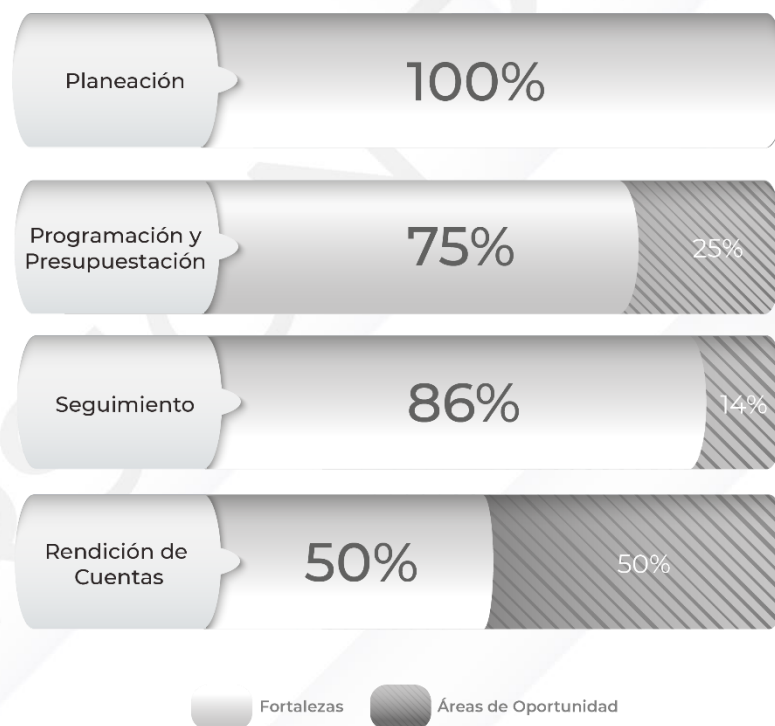 Planeación
100%
Programación y
Presupuestación
75%
25%
Seguimiento
86%
14%
Rendición de
Cuentas
50%
50%
Fortalezas
Áreas de Oportunidad